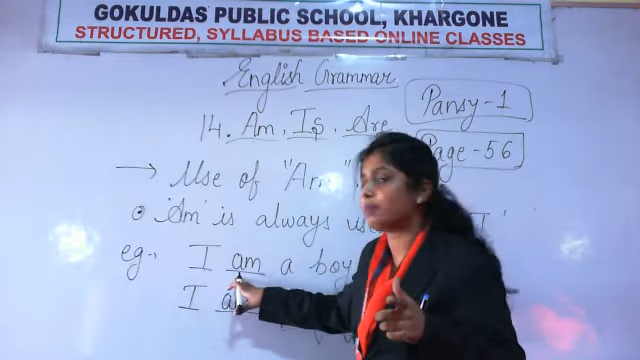 GOKULDAS PUBLIC SCHOOL, KHARGONE
STRUCTURED, SYLLABUS BASED ONLINE CLASSES
English Grammar
Pansy-1
14. Am, Is, Are
Page-56
→ Use of "Am"
• 'Am' is always I'
eg:- I am a boy
I